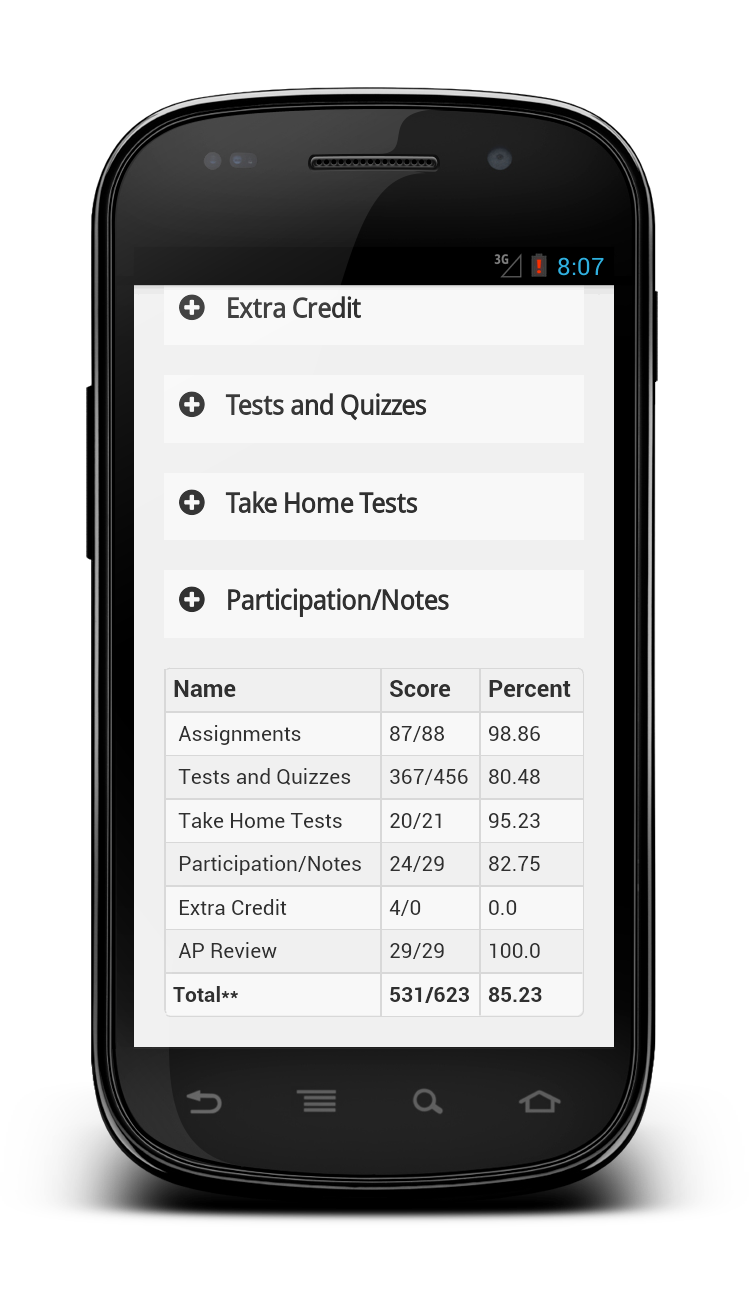 3G 8:07
Extra Credit
Tests and Quizzes
Take Home Tests
Participation/Notes
Name Score Percent
Assignments 87/88 98.86
Tests and Quizzes 367/456 80.48
Take Home Tests 20/21 95.23
Participation/Notes 24/29 82.75
Extra Credit 4/0 0.0
AP Review 29/29 100.0
Total** 531/623 85.23